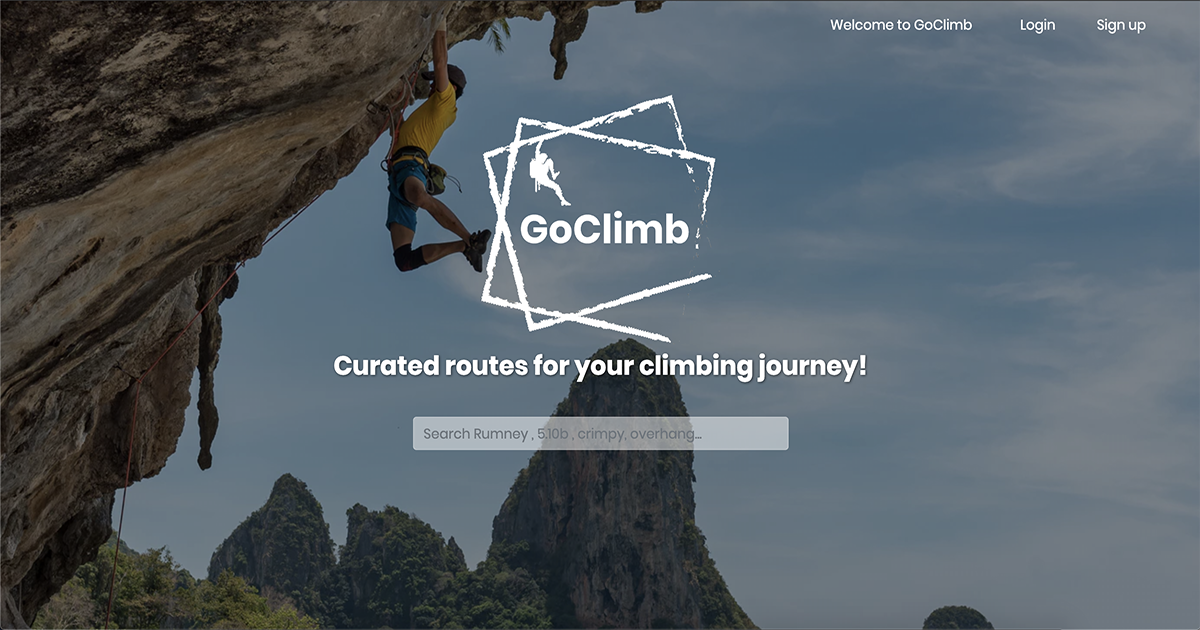 Welcome to GoClimb Login Sign up
GoClimb
Curated routes for your climbing journey!
Search Rumney , 5.10b , crimpy, overhang...